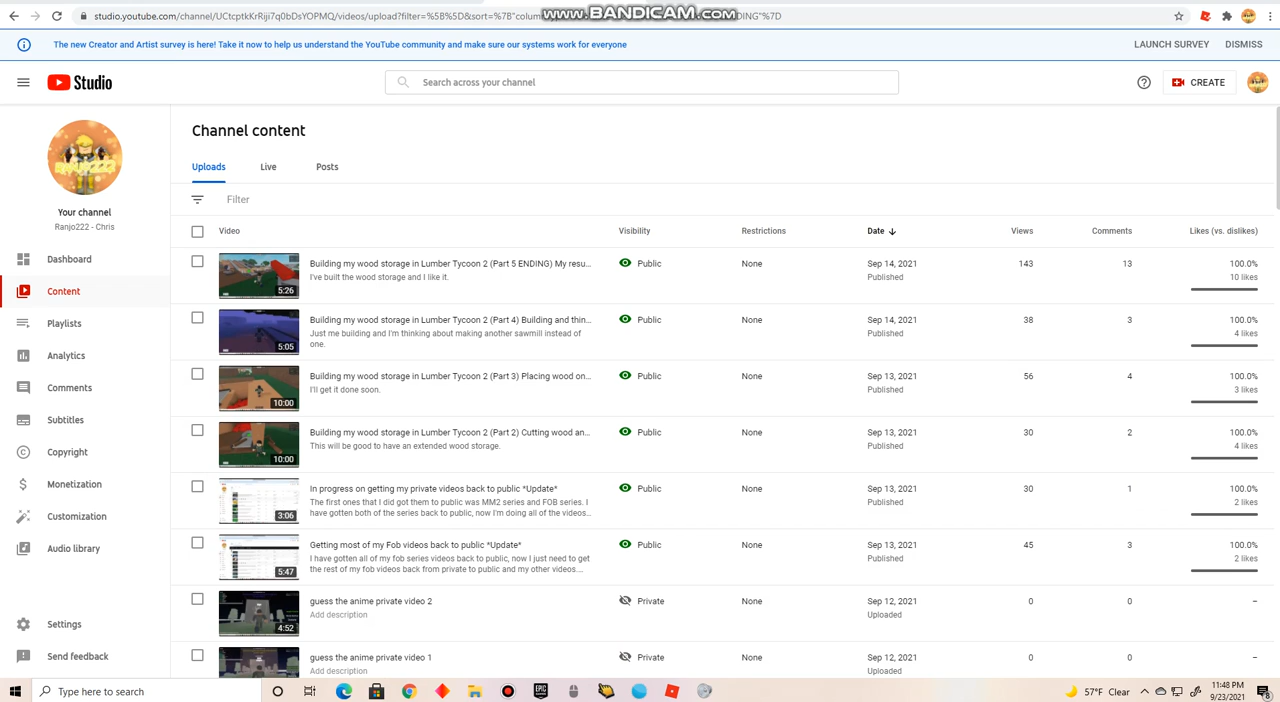 studio.youtube.com/channel/UCtcptkKrRiji7q0bDsYOPMQ/videos/upload?filter=%5B%5D&sort=%7B"colum
www.BANDICAM.com
DING"%7D
The new Creator and Artist survey is here! Take it now to help us understand the YouTube community and make sure our systems work for everyone
LAUNCH SURVEY
DISMISS
Studio
Search across your channel
CREATE
Your channel
Ranjo222 - Chris
Dashboard
Content
Playlists
Analytics
Comments
Subtitles
Copyright
Monetization
Customization
Audio library
Settings
Send feedback
Channel content
Uploads Live Posts
Filter
Video Visibility Restrictions Date Views Comments Likes (vs. dislikes)
Building my wood storage in Lumber Tycoon 2 (Part 5 ENDING) My resu... Public None Sep 14, 2021 143 13 100.0%
I've built the wood storage and I like it. Published 10 likes
5:26
Building my wood storage in Lumber Tycoon 2 (Part 4) Building and thin... Public None Sep 14, 2021 38 3 100.0%
Just me building and I'm thinking about making another sawmill instead of Published 4 likes
one.
5:05
Building my wood storage in Lumber Tycoon 2 (Part 3) Placing wood on... Public None Sep 13, 2021 56 4 100.0%
I'll get it done soon. Published 3 likes
10:00
Building my wood storage in Lumber Tycoon 2 (Part 2) Cutting wood an... Public None Sep 13, 2021 30 2 100.0%
This will be good to have an extended wood storage. Published 4 likes
10:00
In progress on getting my private videos back to public *Update* Public None Sep 13, 2021 30 1 100.0%
The first ones that I did got them to public was MM2 series and FOB series. I Published 2 likes
have gotten both of the series back to public, now I'm doing all of the videos...
3:06
Getting most of my Fob videos back to public *Update* Public None Sep 13, 2021 45 3 100.0%
I have gotten all of my fob series videos back to public, now I just need to get Published 2 likes
the rest of my fob videos back from private to public and my other videos....
5:47
guess the anime private video 2 Private None Sep 12, 2021 0 0 –
Add description Uploaded
4:52
guess the anime private video 1 Private None Sep 12, 2021 0 0 –
Add description Uploaded
Type here to search
EPIC
57°F Clear
11:48 PM
9/23/2021
8